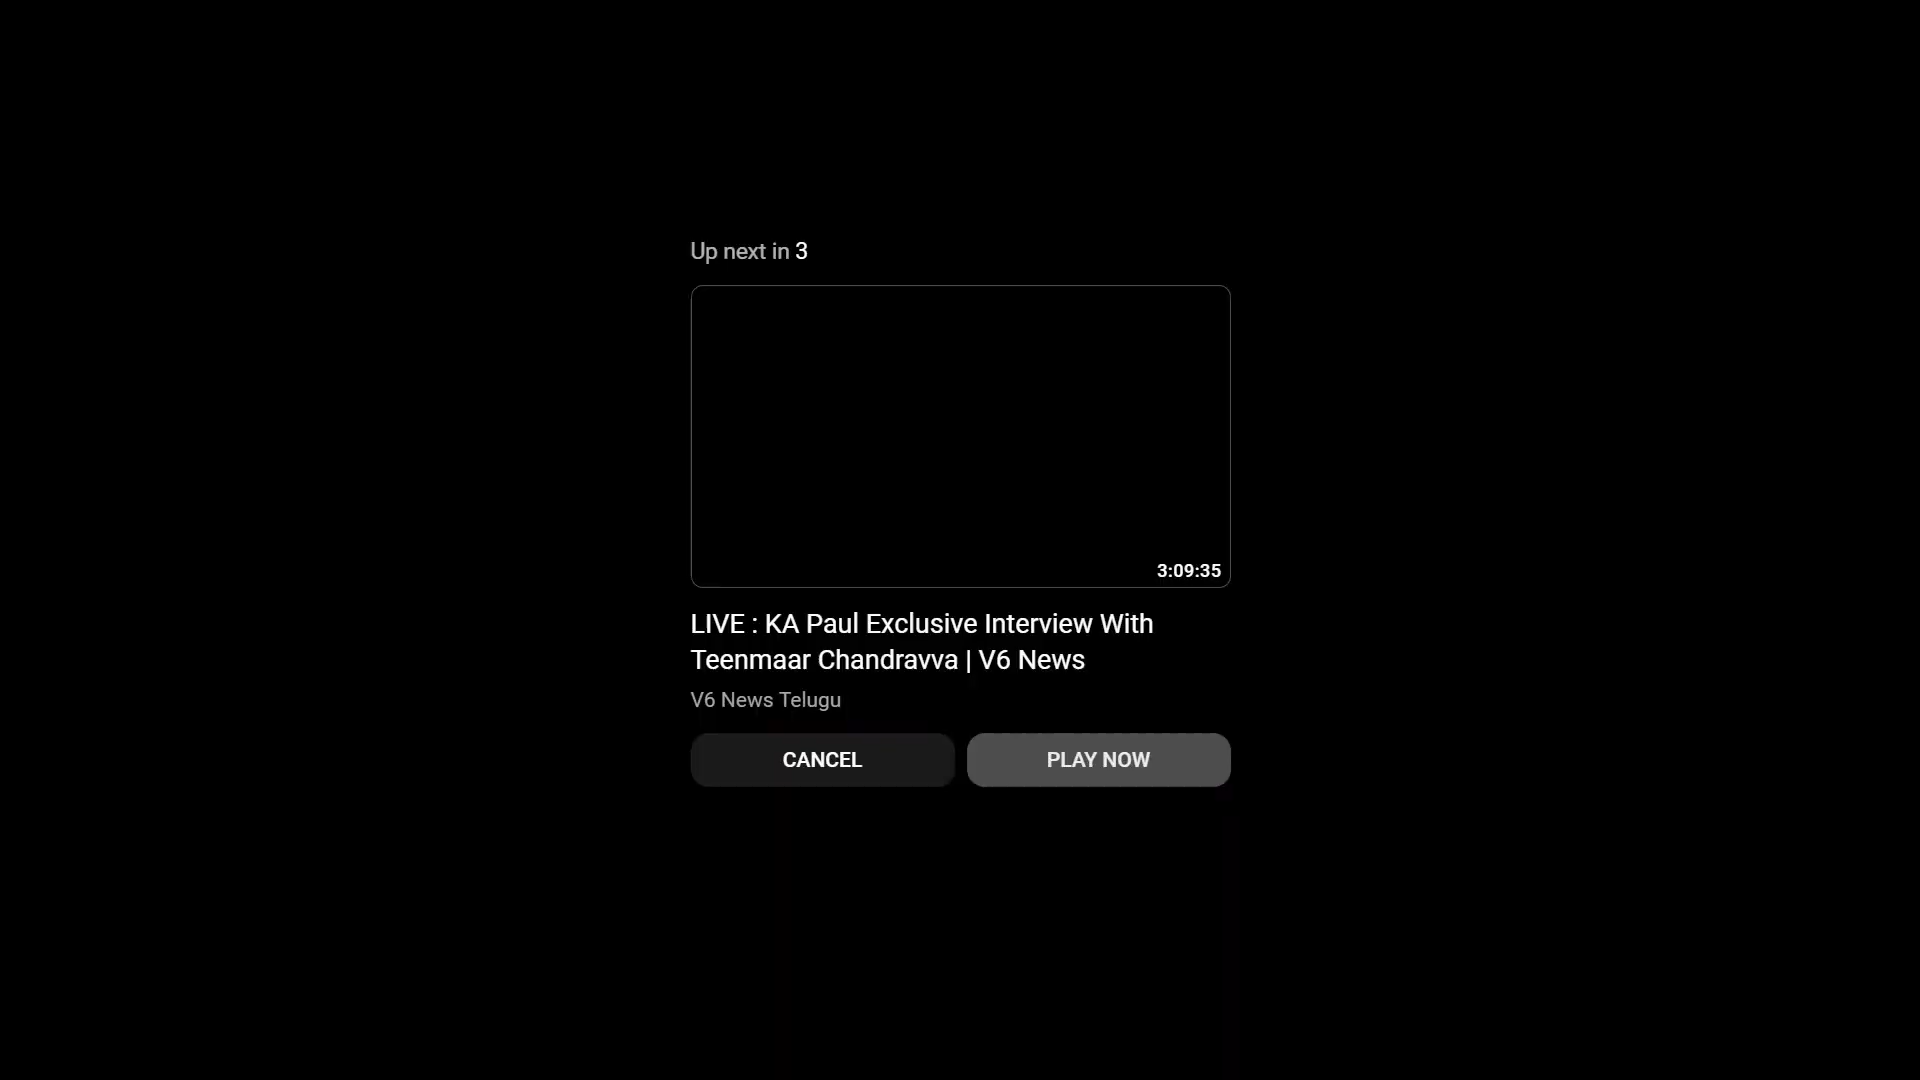 Up next in 3
3:09:35
LIVE : KA Paul Exclusive Interview With
Teenmaar Chandravva | V6 News
V6 News Telugu
CANCEL
PLAY NOW